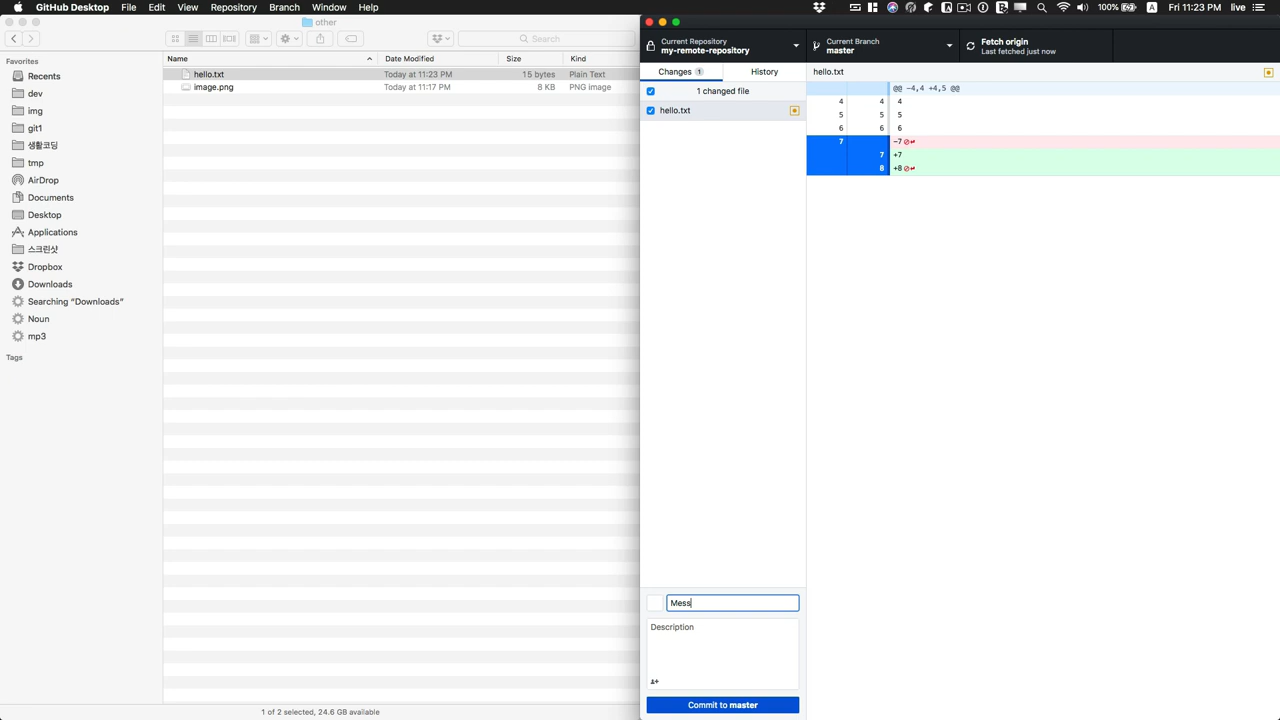 GitHub Desktop File Edit View Repository Branch Window Help
100% Fri 11:23 PM live
other
Search
Favorites
Recents
dev
img
git1
생활코딩
tmp
AirDrop
Documents
Desktop
Applications
스크린샷
Dropbox
Downloads
Searching “Downloads”
Noun
mp3
Tags
Name Date Modified Size Kind
hello.txt Today at 11:23 PM 15 bytes Plain Text
image.png Today at 11:17 PM 8 KB PNG image
1 of 2 selected, 24.6 GB available
Current Repository
my-remote-repository
Current Branch
master
Fetch origin
Last fetched just now
Changes 1 History
1 changed file
hello.txt
hello.txt
@@ -4,4 +4,5 @@
4 4 4
5 5 5
6 6 6
7 -7
7 +7
8 +8
Mess
Description
Commit to master